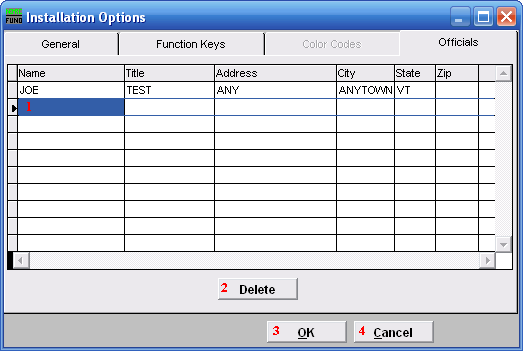 FUND Installation Options
General Function Keys Color Codes Officials
Name Title Address City State Zip
JOE TEST ANY ANYTOWN VT
1
2 Delete
3 OK 4 Cancel